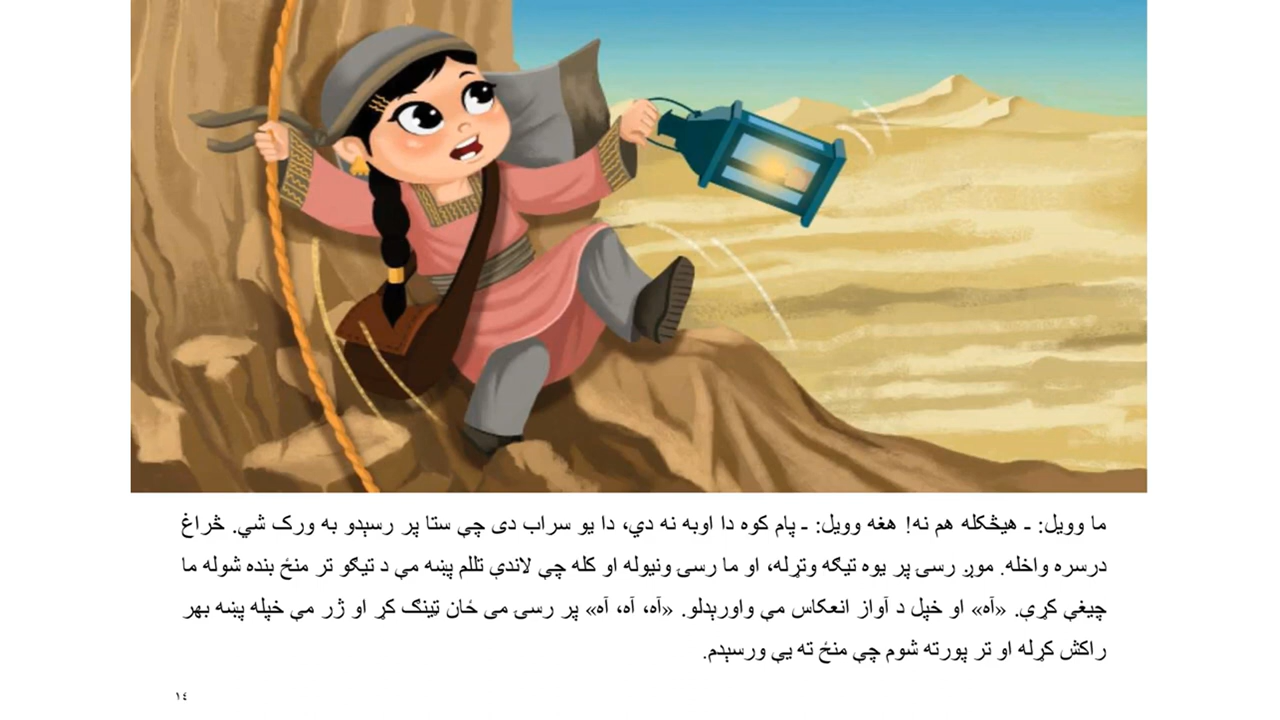 ما وویل: ـ هیڅکله هم نه! هغه وویل: ـ پام کوه دا اوبه نه دي، دا یو سراب دی چې ستا پر رسېدو به ورک شي. څراغ
درسره واخله. موږ رسی پر یوه تیګه وتړله، او ما رسی ونیوله او کله چې لاندې تللم پښه مې د تیګو تر منځ بنده شوله ما
چیغې کړې. «آه» او خپل د آواز انعکاس مې واورېدلو. «آه، آه، آه» پر رسۍ می ځان ټینګ کړ او ژر مې خپله پښه بهر
راکش کړله او تر پورته شوم چې منځ ته یې ورسېدم.
١٤